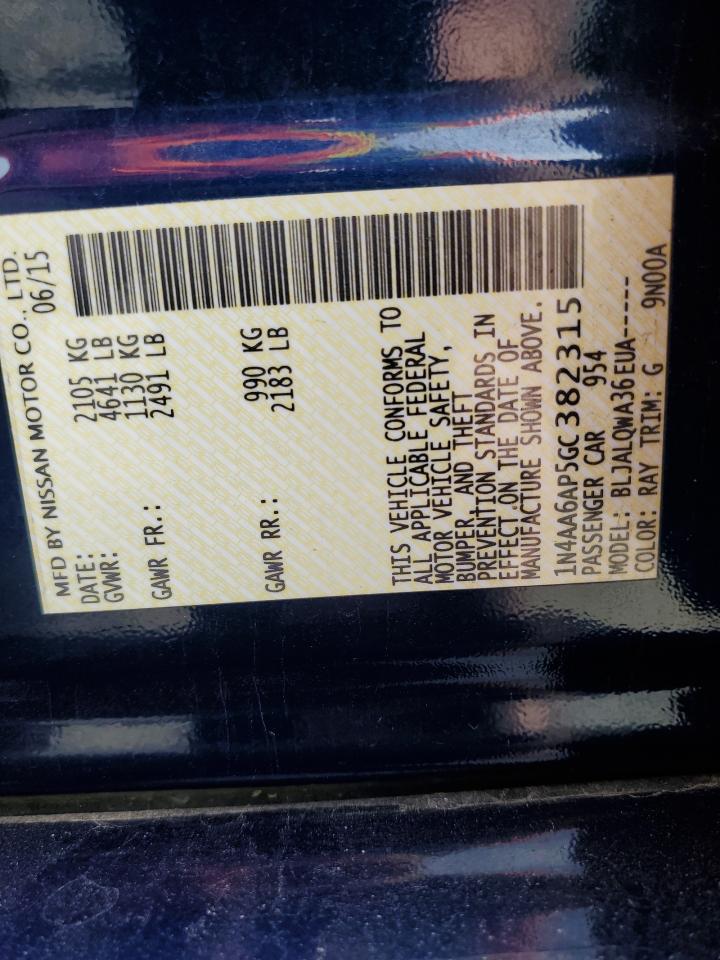 MFD BY NISSAN MOTOR CO., LTD.
DATE: 06/15
GVWR: 2105 KG
4641 LB
GAWR FR.: 1130 KG
2491 LB
GAWR RR.: 990 KG
2183 LB
THIS VEHICLE CONFORMS TO
ALL APPLICABLE FEDERAL
MOTOR VEHICLE SAFETY,
BUMPER, AND THEFT
PREVENTION STANDARDS IN
EFFECT ON THE DATE OF
MANUFACTURE SHOWN ABOVE.
1N4AA6AP5GC382315
PASSENGER CAR 954
MODEL: BLJALQWA36EUA-----
COLOR: RAY TRIM: G 9N00A